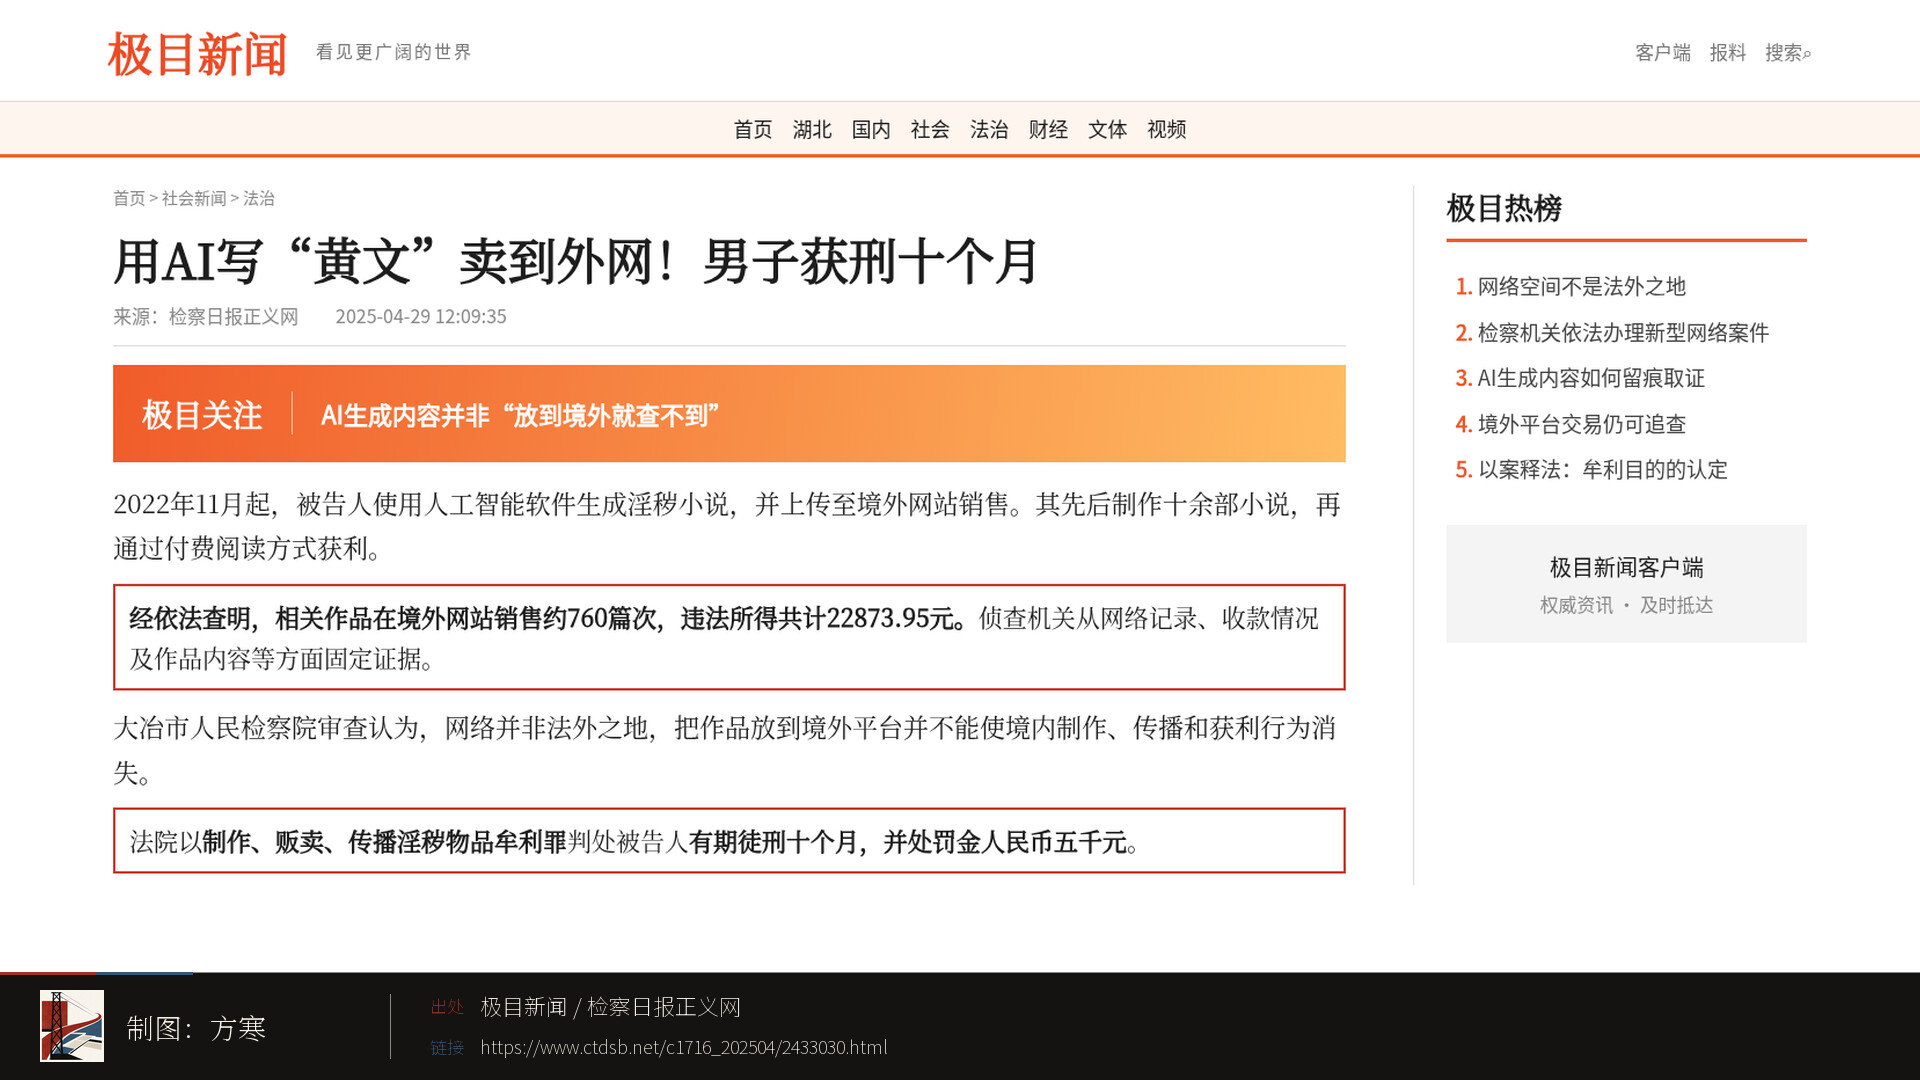 极目新闻 看见更广阔的世界 客户端 报料 搜索⌕
首页 湖北 国内 社会 法治 财经 文体 视频
首页 > 社会新闻 > 法治
用AI写“黄文”卖到外网！男子获刑十个月
来源：检察日报正义网 2025-04-29 12:09:35
极目关注 AI生成内容并非“放到境外就查不到”
2022年11月起，被告人使用人工智能软件生成淫秽小说，并上传至境外网站销售。其先后制作十余部小说，再
通过付费阅读方式获利。
经依法查明，相关作品在境外网站销售约760篇次，违法所得共计22873.95元。侦查机关从网络记录、收款情况
及作品内容等方面固定证据。
大冶市人民检察院审查认为，网络并非法外之地，把作品放到境外平台并不能使境内制作、传播和获利行为消
失。
法院以制作、贩卖、传播淫秽物品牟利罪判处被告人有期徒刑十个月，并处罚金人民币五千元。
极目热榜
1. 网络空间不是法外之地
2. 检察机关依法办理新型网络案件
3. AI生成内容如何留痕取证
4. 境外平台交易仍可追查
5. 以案释法：牟利目的的认定
极目新闻客户端
权威资讯 · 及时抵达
制图：方寒
出处 极目新闻 / 检察日报正义网
链接 https://www.ctdsb.net/c1716_202504/2433030.html